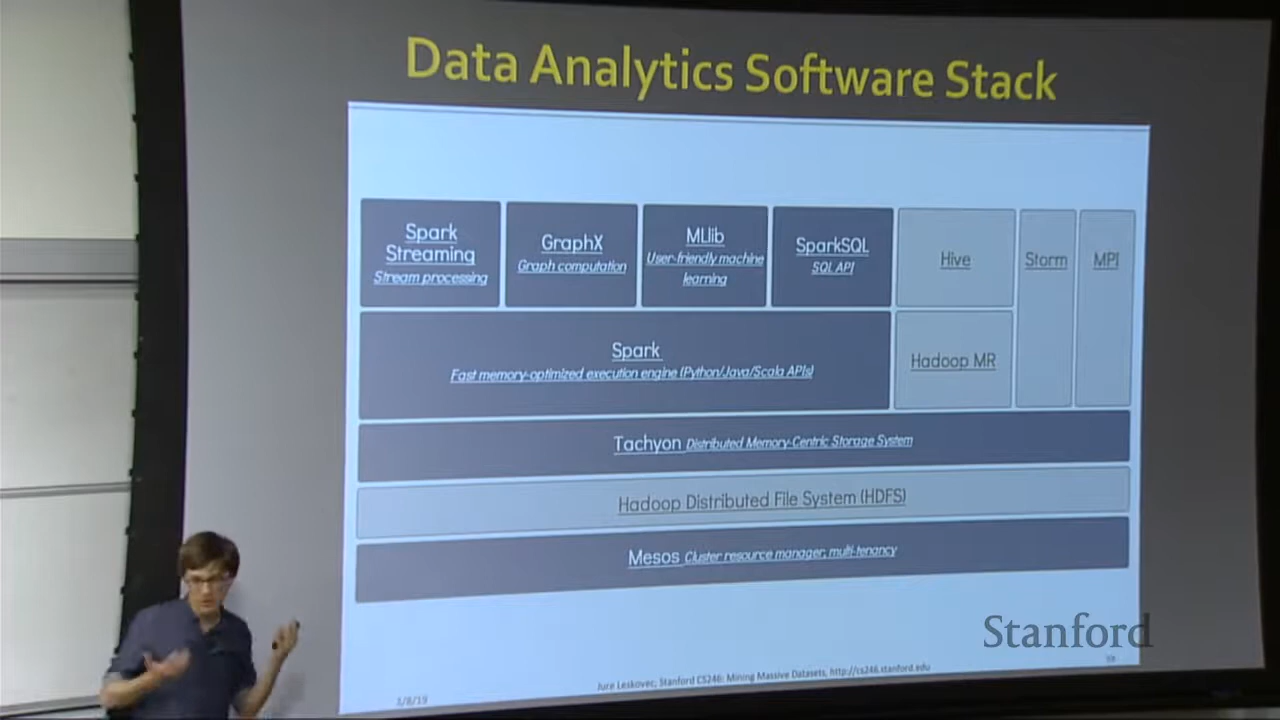 Data Analytics Software Stack
Spark
Streaming
Stream processing
GraphX
Graph computation
MLlib
User-friendly machine
learning
SparkSQL
SQL API
Hive
Storm
MPI
Spark
Fast memory-optimized execution engine (Python/Java/Scala APIs)
Hadoop MR
Tachyon Distributed Memory-Centric Storage System
Hadoop Distributed File System (HDFS)
Mesos Cluster resource manager, multi-tenancy
Stanford
3/8/19
Jure Leskovec, Stanford CS246: Mining Massive Datasets, http://cs246.stanford.edu